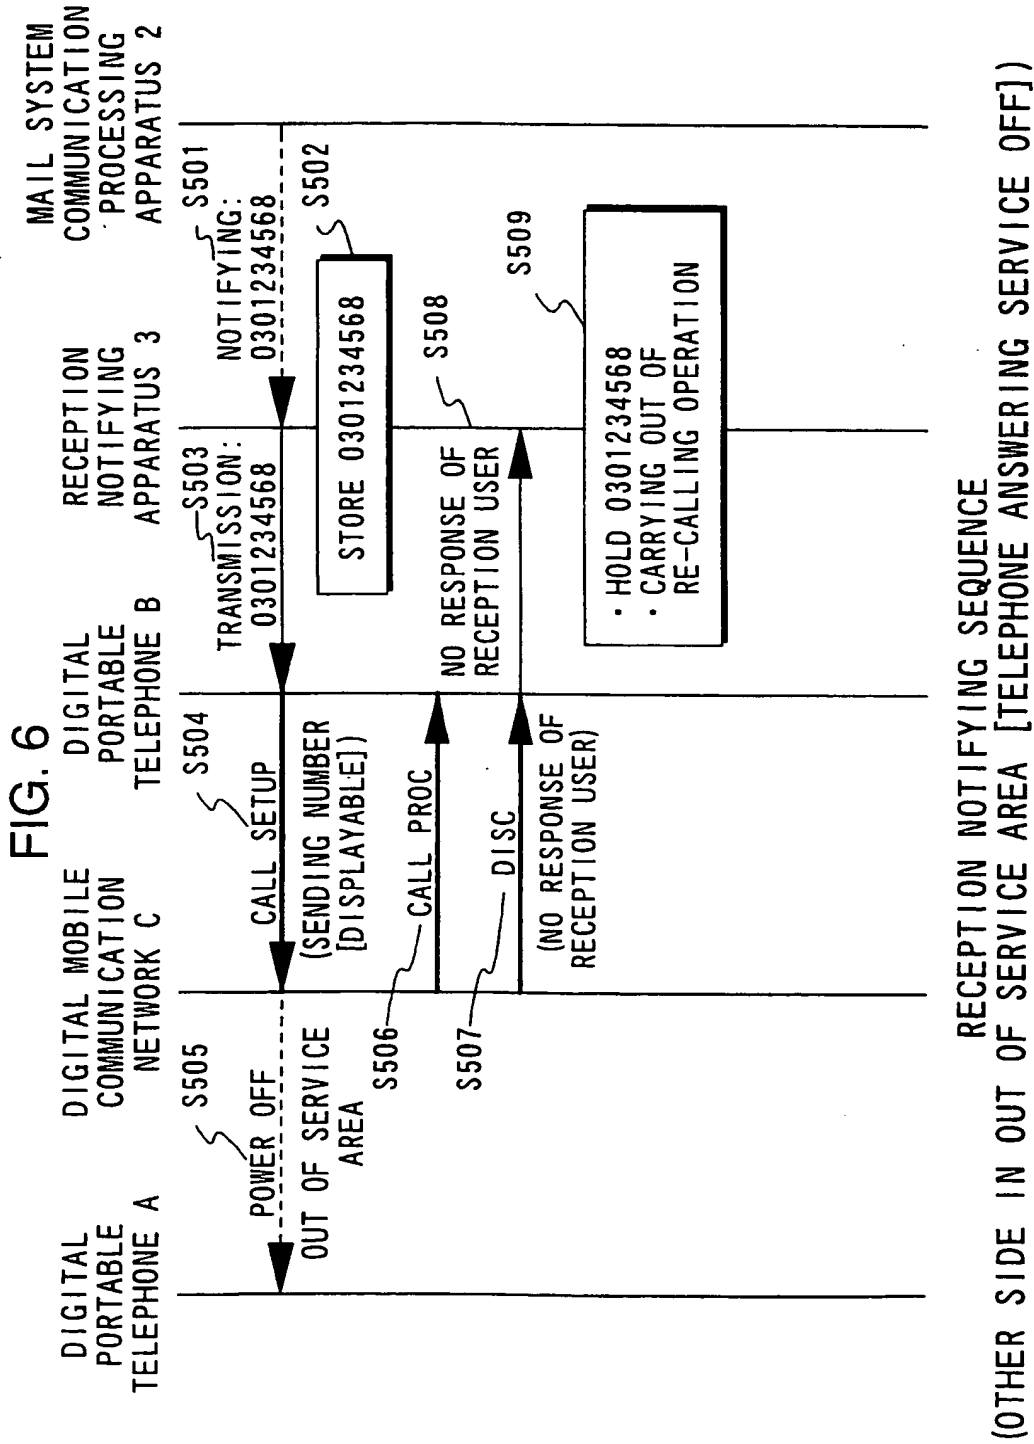 FIG. 6
DIGITAL
PORTABLE
TELEPHONE A
DIGITAL MOBILE
COMMUNICATION
NETWORK C
DIGITAL
PORTABLE
TELEPHONE B
RECEPTION
NOTIFYING
APPARATUS 3
MAIL SYSTEM
COMMUNICATION
PROCESSING
APPARATUS 2
S505
POWER OFF
OUT OF SERVICE
AREA
S504
CALL SETUP
(SENDING NUMBER
[DISPLAYABLE])
S503
TRANSMISSION:
0301234568
S501
NOTIFYING:
0301234568
S502
STORE 0301234568
S506
CALL PROC
S507
DISC
(NO RESPONSE OF
RECEPTION USER)
NO RESPONSE OF
RECEPTION USER
S508
S509
· HOLD 0301234568
· CARRYING OUT OF
RE-CALLING OPERATION
RECEPTION NOTIFYING SEQUENCE
(OTHER SIDE IN OUT OF SERVICE AREA [TELEPHONE ANSWERING SERVICE OFF])